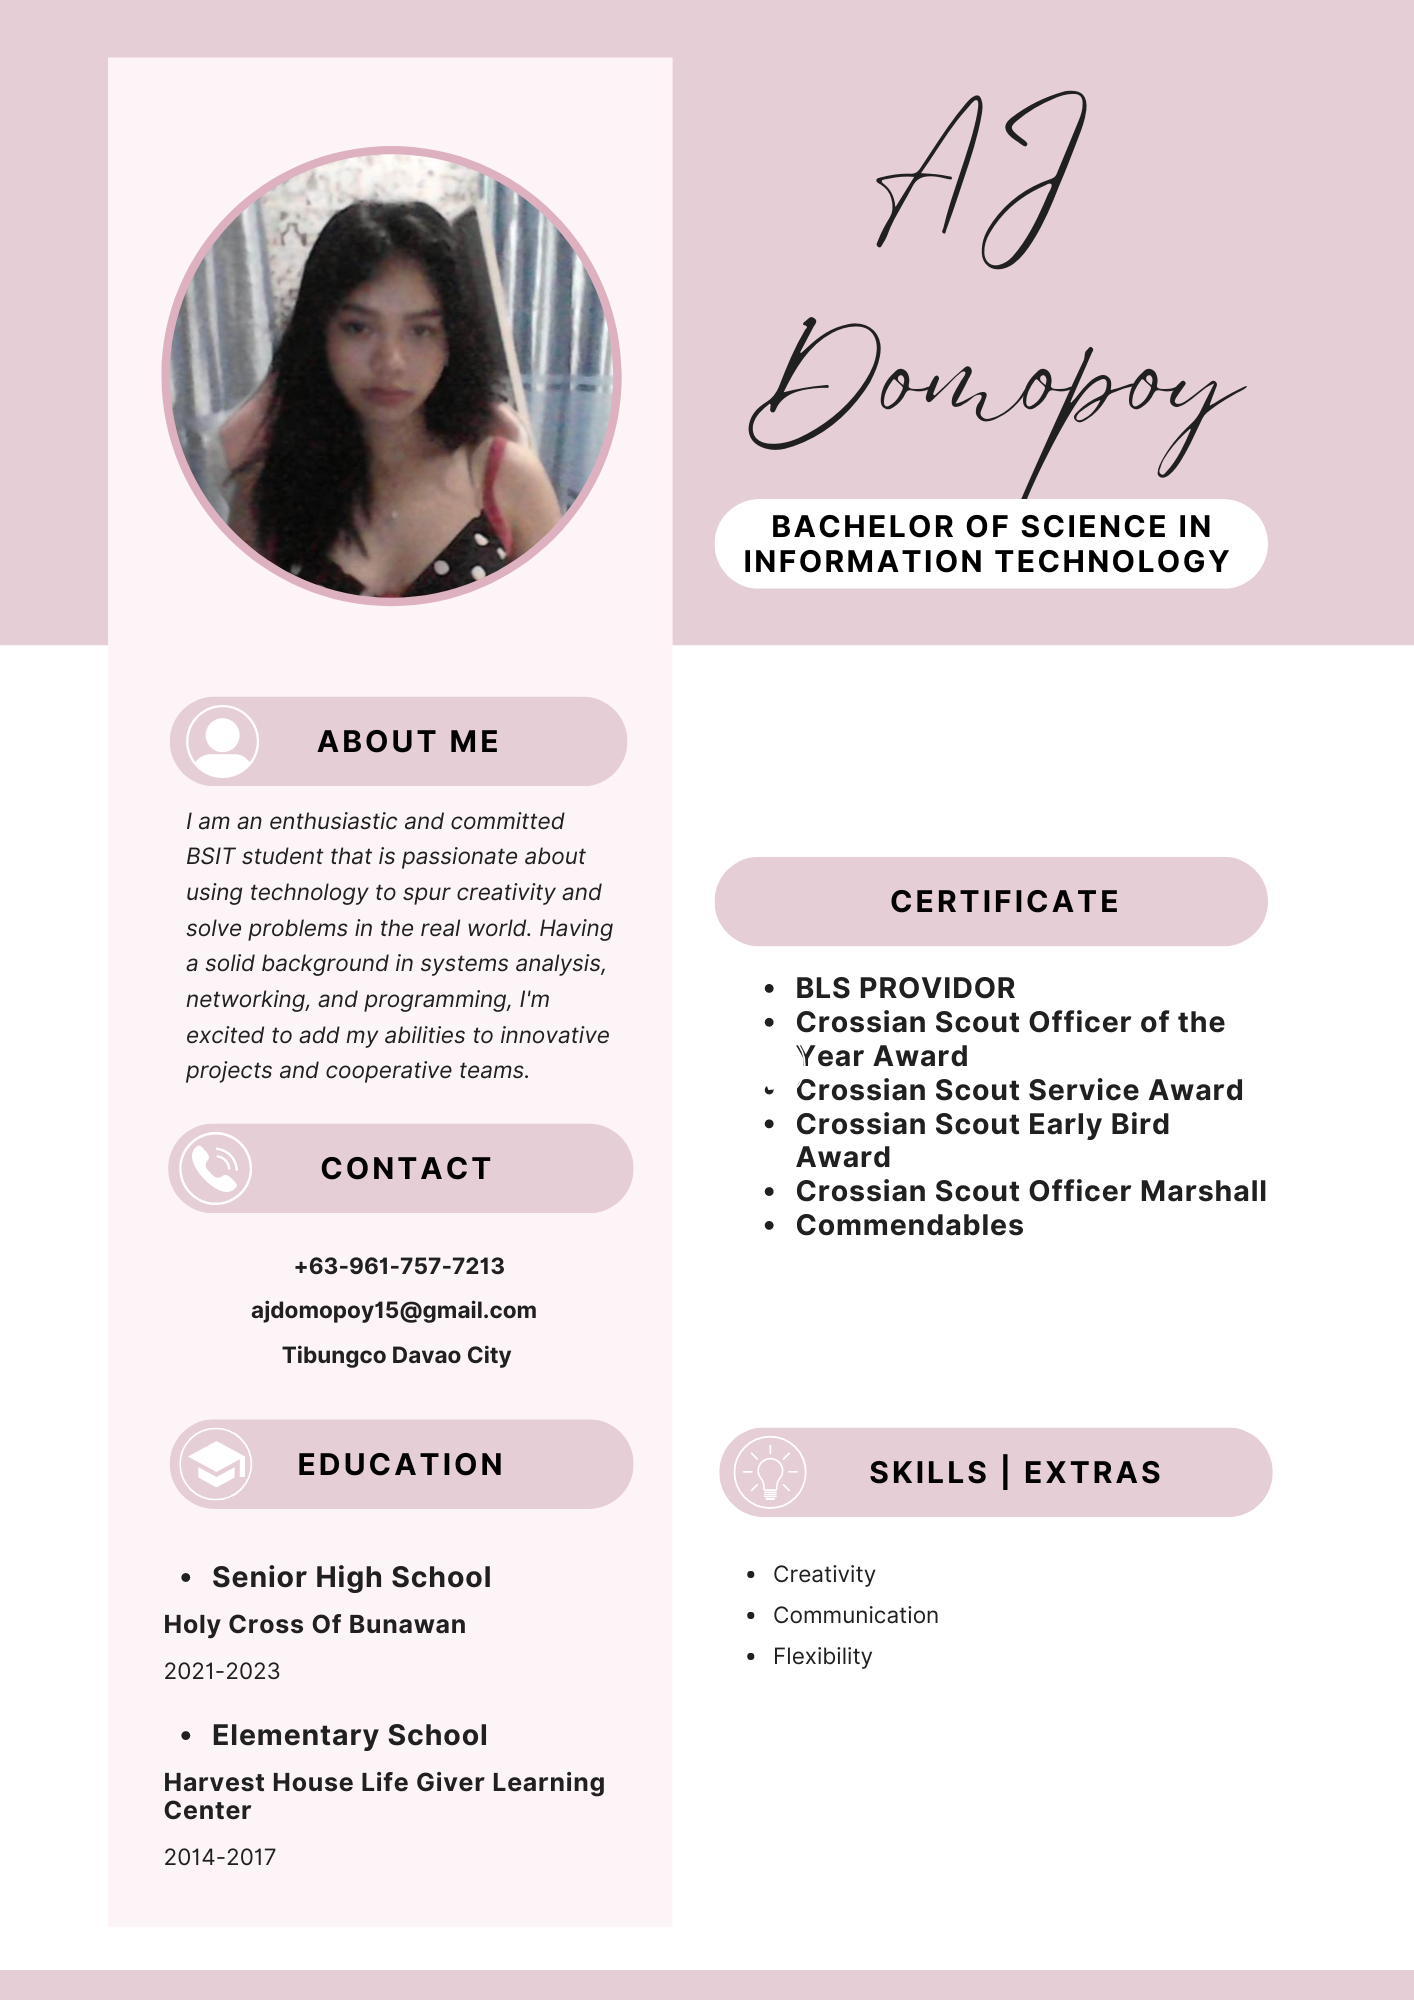 AJ
Domopoy
BACHELOR OF SCIENCE IN
INFORMATION TECHNOLOGY
ABOUT ME
I am an enthusiastic and committed
BSIT student that is passionate about
using technology to spur creativity and
solve problems in the real world. Having
a solid background in systems analysis,
networking, and programming, I'm
excited to add my abilities to innovative
projects and cooperative teams.
CONTACT
+63-961-757-7213
ajdomopoy15@gmail.com
Tibungco Davao City
EDUCATION
• Senior High School
Holy Cross Of Bunawan
2021-2023
• Elementary School
Harvest House Life Giver Learning
Center
2014-2017
CERTIFICATE
• BLS PROVIDOR
• Crossian Scout Officer of the
Year Award
• Crossian Scout Service Award
• Crossian Scout Early Bird
Award
• Crossian Scout Officer Marshall
• Commendables
SKILLS | EXTRAS
• Creativity
• Communication
• Flexibility